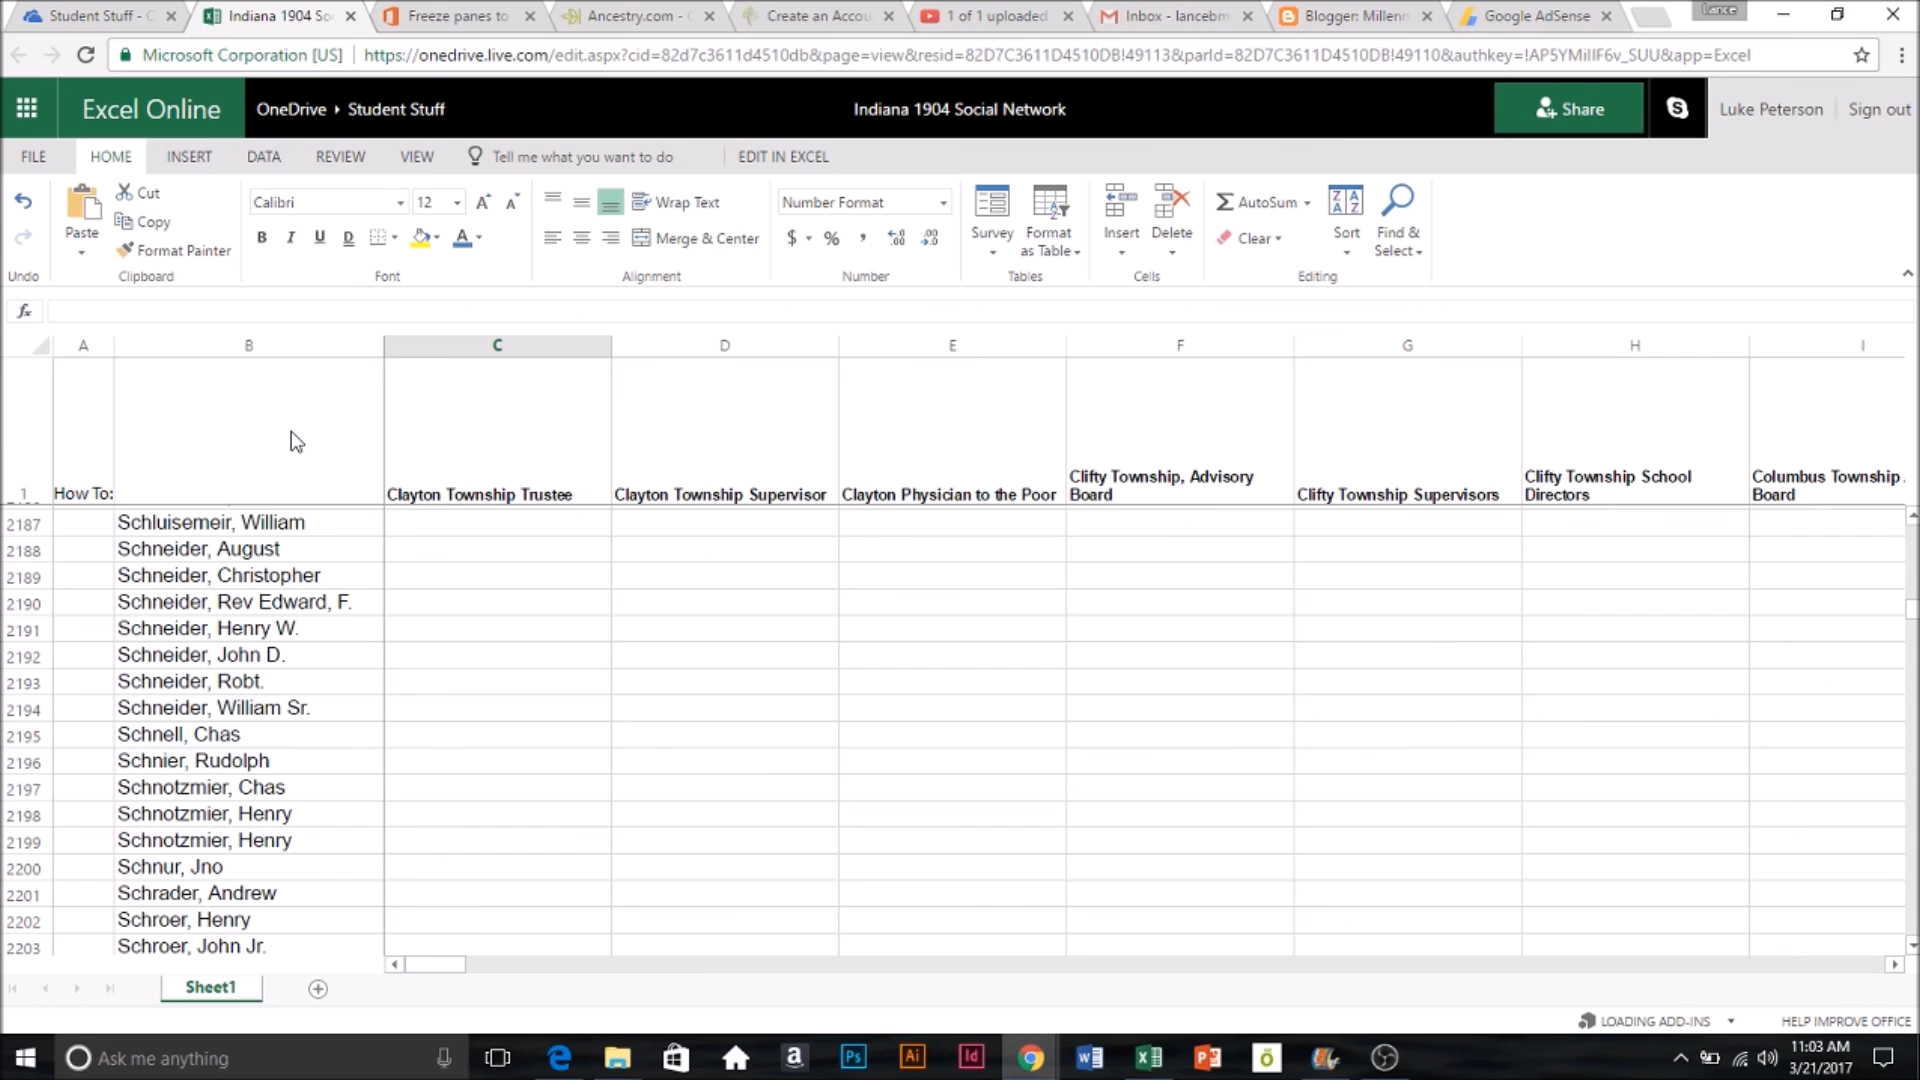 Student Stuff - C
Indiana 1904 So
Freeze panes to
Ancestry.com - G
Create an Accou
1 of 1 uploaded
Inbox - lancebm
Blogger: Millenn
Google AdSense
lance
Microsoft Corporation [US]
https://onedrive.live.com/edit.aspx?cid=82d7c3611d4510db&page=view&resid=82D7C3611D4510DB!49113&parId=82D7C3611D4510DB!49110&authkey=!AP5YMiIIF6v_SUU&app=Excel
Excel Online
OneDrive ▸ Student Stuff
Indiana 1904 Social Network
Share
Luke Peterson
Sign out
FILE HOME INSERT DATA REVIEW VIEW Tell me what you want to do EDIT IN EXCEL
Cut
Copy
Format Painter
Paste
Undo
Clipboard
Calibri 12
B I U D
A
Font
Wrap Text
Merge & Center
Alignment
Number Format
$ % ,
Number
Survey
Format as Table
Tables
Insert
Delete
Cells
AutoSum
Clear
Sort
Find & Select
Editing
fx
A B C D E F G H I
1 How To: Clayton Township Trustee Clayton Township Supervisor Clayton Physician to the Poor Clifty Township, Advisory Board Clifty Township Supervisors Clifty Township School Directors Columbus Township Board
2187 Schluisemeir, William
2188 Schneider, August
2189 Schneider, Christopher
2190 Schneider, Rev Edward, F.
2191 Schneider, Henry W.
2192 Schneider, John D.
2193 Schneider, Robt.
2194 Schneider, William Sr.
2195 Schnell, Chas
2196 Schnier, Rudolph
2197 Schnotzmier, Chas
2198 Schnotzmier, Henry
2199 Schnotzmier, Henry
2200 Schnur, Jno
2201 Schrader, Andrew
2202 Schroer, Henry
2203 Schroer, John Jr.
Sheet1
LOADING ADD-INS
HELP IMPROVE OFFICE
Ask me anything
Ps Ai Id
11:03 AM
3/21/2017